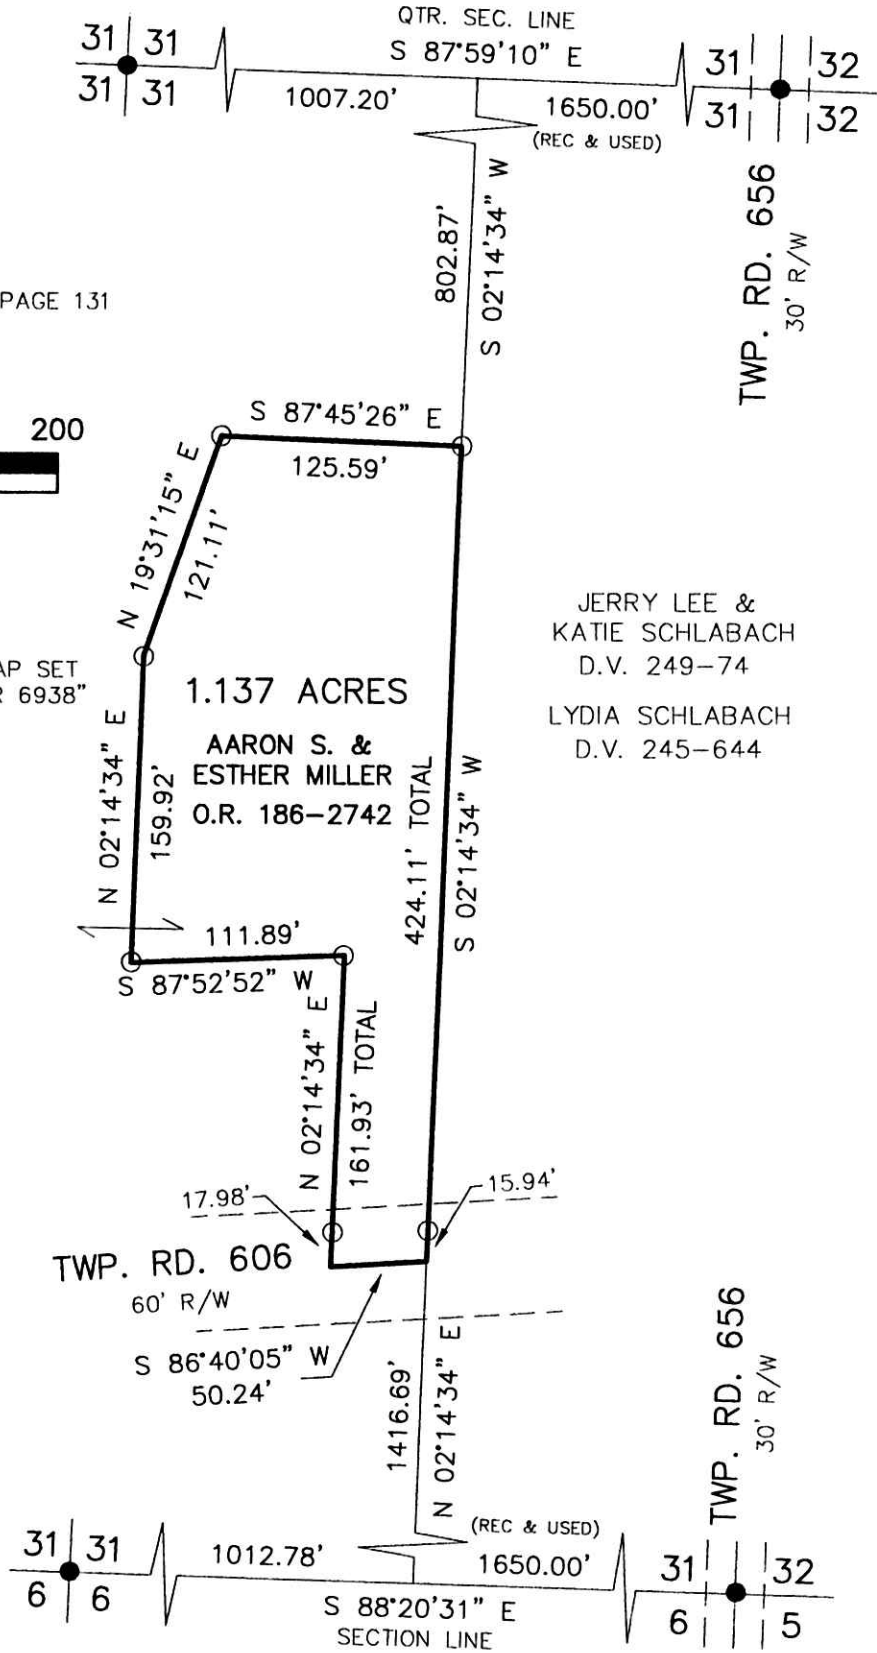 QTR. SEC. LINE
S 87°59'10" E
31 31
31 31
1007.20'
1650.00'
(REC & USED)
31 32
31 32
TWP. RD. 656
30' R/W
802.87'
S 02°14'34" W
PAGE 131
200
S 87°45'26" E
125.59'
N 19°31'15" E
121.11'
JERRY LEE &
KATIE SCHLABACH
D.V. 249-74
LYDIA SCHLABACH
D.V. 245-644
AP SET
R 6938"
1.137 ACRES
AARON S. &
ESTHER MILLER
O.R. 186-2742
N 02°14'34" E
159.92'
424.11' TOTAL
S 02°14'34" W
111.89'
S 87°52'52" W
N 02°14'34" E
161.93' TOTAL
17.98'
15.94'
TWP. RD. 606
60' R/W
S 86°40'05" W
50.24'
1416.69'
N 02°14'34" E
TWP. RD. 656
30' R/W
31 31
6 6
1012.78'
(REC & USED)
1650.00'
31 32
6 5
S 88°20'31" E
SECTION LINE